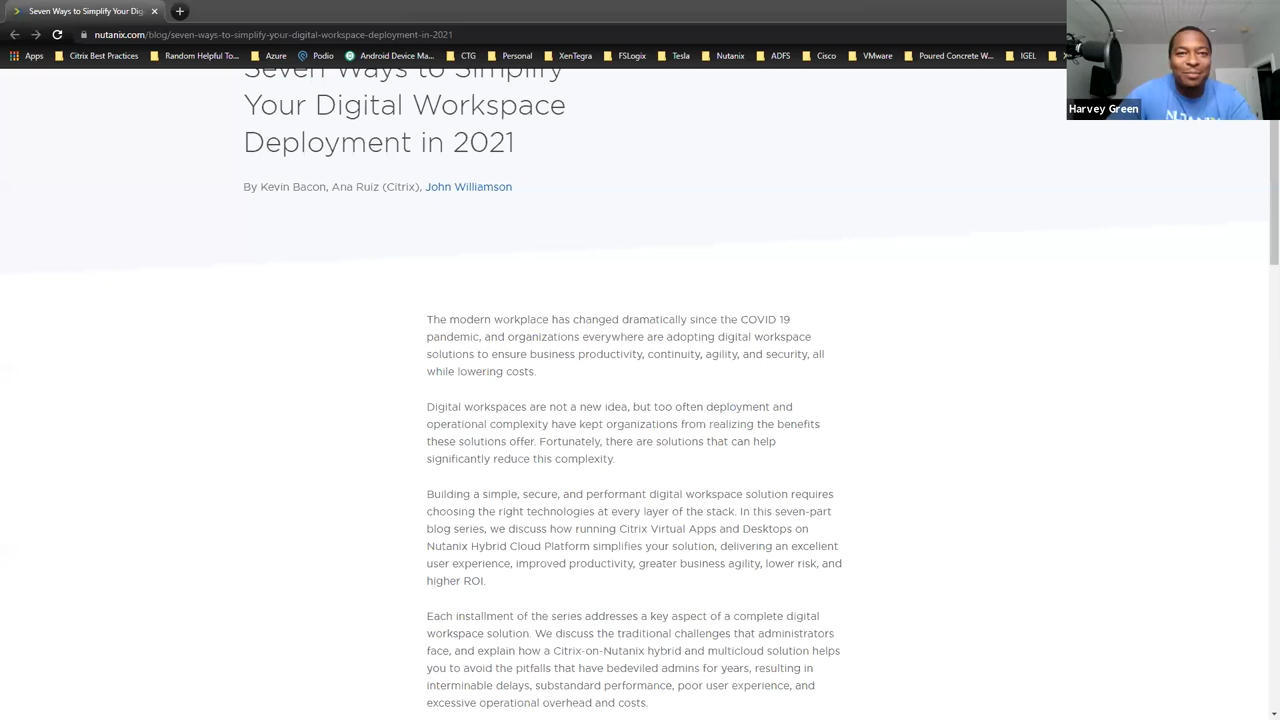 Seven Ways to Simplify Your Dig
nutanix.com/blog/seven-ways-to-simplify-your-digital-workspace-deployment-in-2021
Apps Citrix Best Practices Random Helpful To... Azure Podio Android Device Ma... CTG Personal XenTegra FSLogix Tesla Nutanix ADFS Cisco VMware Poured Concrete W... IGEL
Harvey Green
Seven Ways to Simplify
Your Digital Workspace
Deployment in 2021
By Kevin Bacon, Ana Ruiz (Citrix), John Williamson
The modern workplace has changed dramatically since the COVID 19
pandemic, and organizations everywhere are adopting digital workspace
solutions to ensure business productivity, continuity, agility, and security, all
while lowering costs.
Digital workspaces are not a new idea, but too often deployment and
operational complexity have kept organizations from realizing the benefits
these solutions offer. Fortunately, there are solutions that can help
significantly reduce this complexity.
Building a simple, secure, and performant digital workspace solution requires
choosing the right technologies at every layer of the stack. In this seven-part
blog series, we discuss how running Citrix Virtual Apps and Desktops on
Nutanix Hybrid Cloud Platform simplifies your solution, delivering an excellent
user experience, improved productivity, greater business agility, lower risk, and
higher ROI.
Each installment of the series addresses a key aspect of a complete digital
workspace solution. We discuss the traditional challenges that administrators
face, and explain how a Citrix-on-Nutanix hybrid and multicloud solution helps
you to avoid the pitfalls that have bedeviled admins for years, resulting in
interminable delays, substandard performance, poor user experience, and
excessive operational overhead and costs.